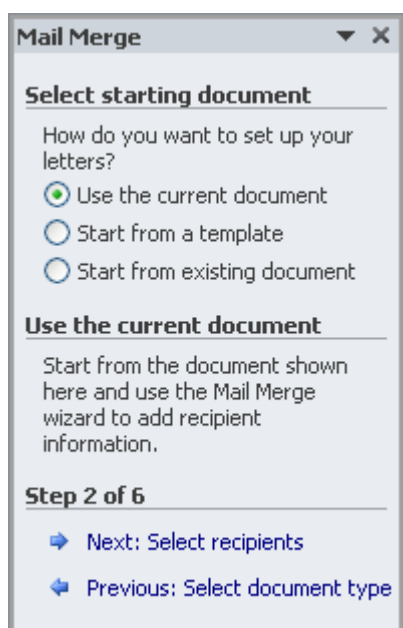 Mail Merge
Select starting document
How do you want to set up your
letters?
Use the current document
Start from a template
Start from existing document
Use the current document
Start from the document shown
here and use the Mail Merge
wizard to add recipient
information.
Step 2 of 6
Next: Select recipients
Previous: Select document type